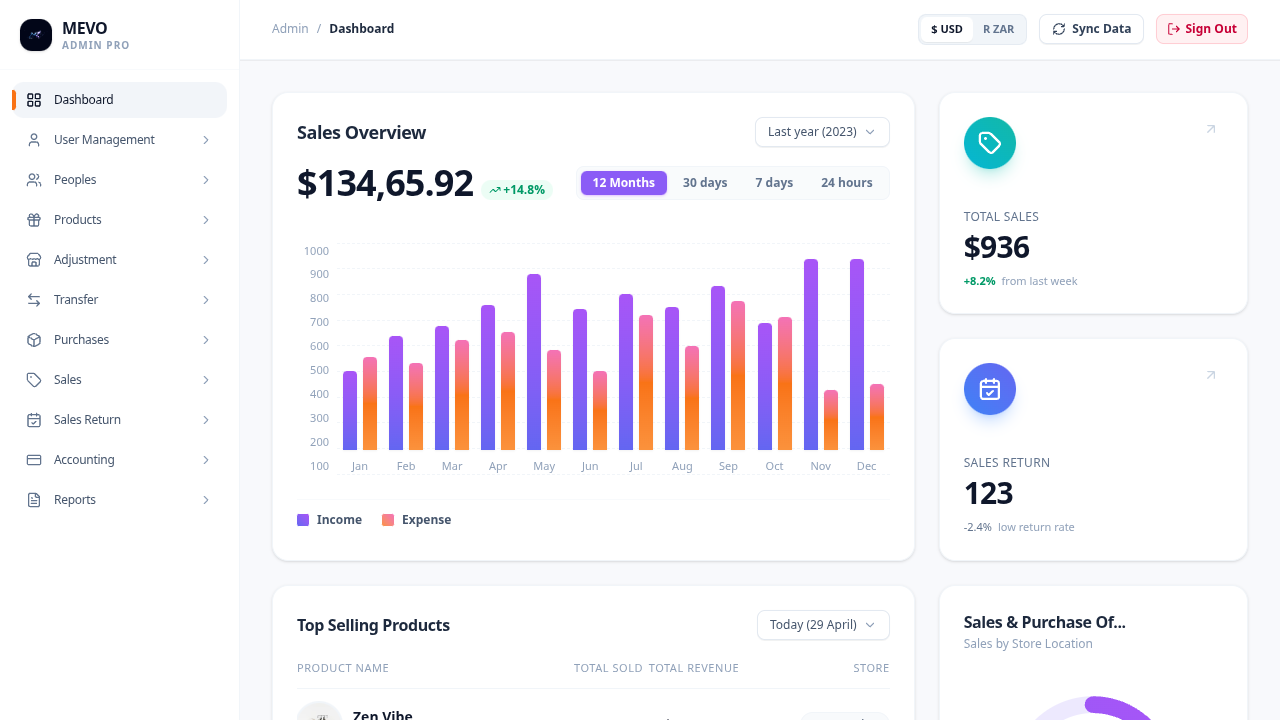 MEVO
ADMIN PRO
Dashboard
User Management
Peoples
Products
Adjustment
Transfer
Purchases
Sales
Sales Return
Accounting
Reports
Admin / Dashboard
$ USD R ZAR
Sync Data
Sign Out
Sales Overview
Last year (2023)
$134,65.92
+14.8%
12 Months 30 days 7 days 24 hours
1000
900
800
700
600
500
400
300
200
100
Jan Feb Mar Apr May Jun Jul Aug Sep Oct Nov Dec
Income Expense
TOTAL SALES
$936
+8.2% from last week
SALES RETURN
123
-2.4% low return rate
Top Selling Products
Today (29 April)
PRODUCT NAME TOTAL SOLD TOTAL REVENUE STORE
Zen Vibe
Sales & Purchase Of...
Sales by Store Location